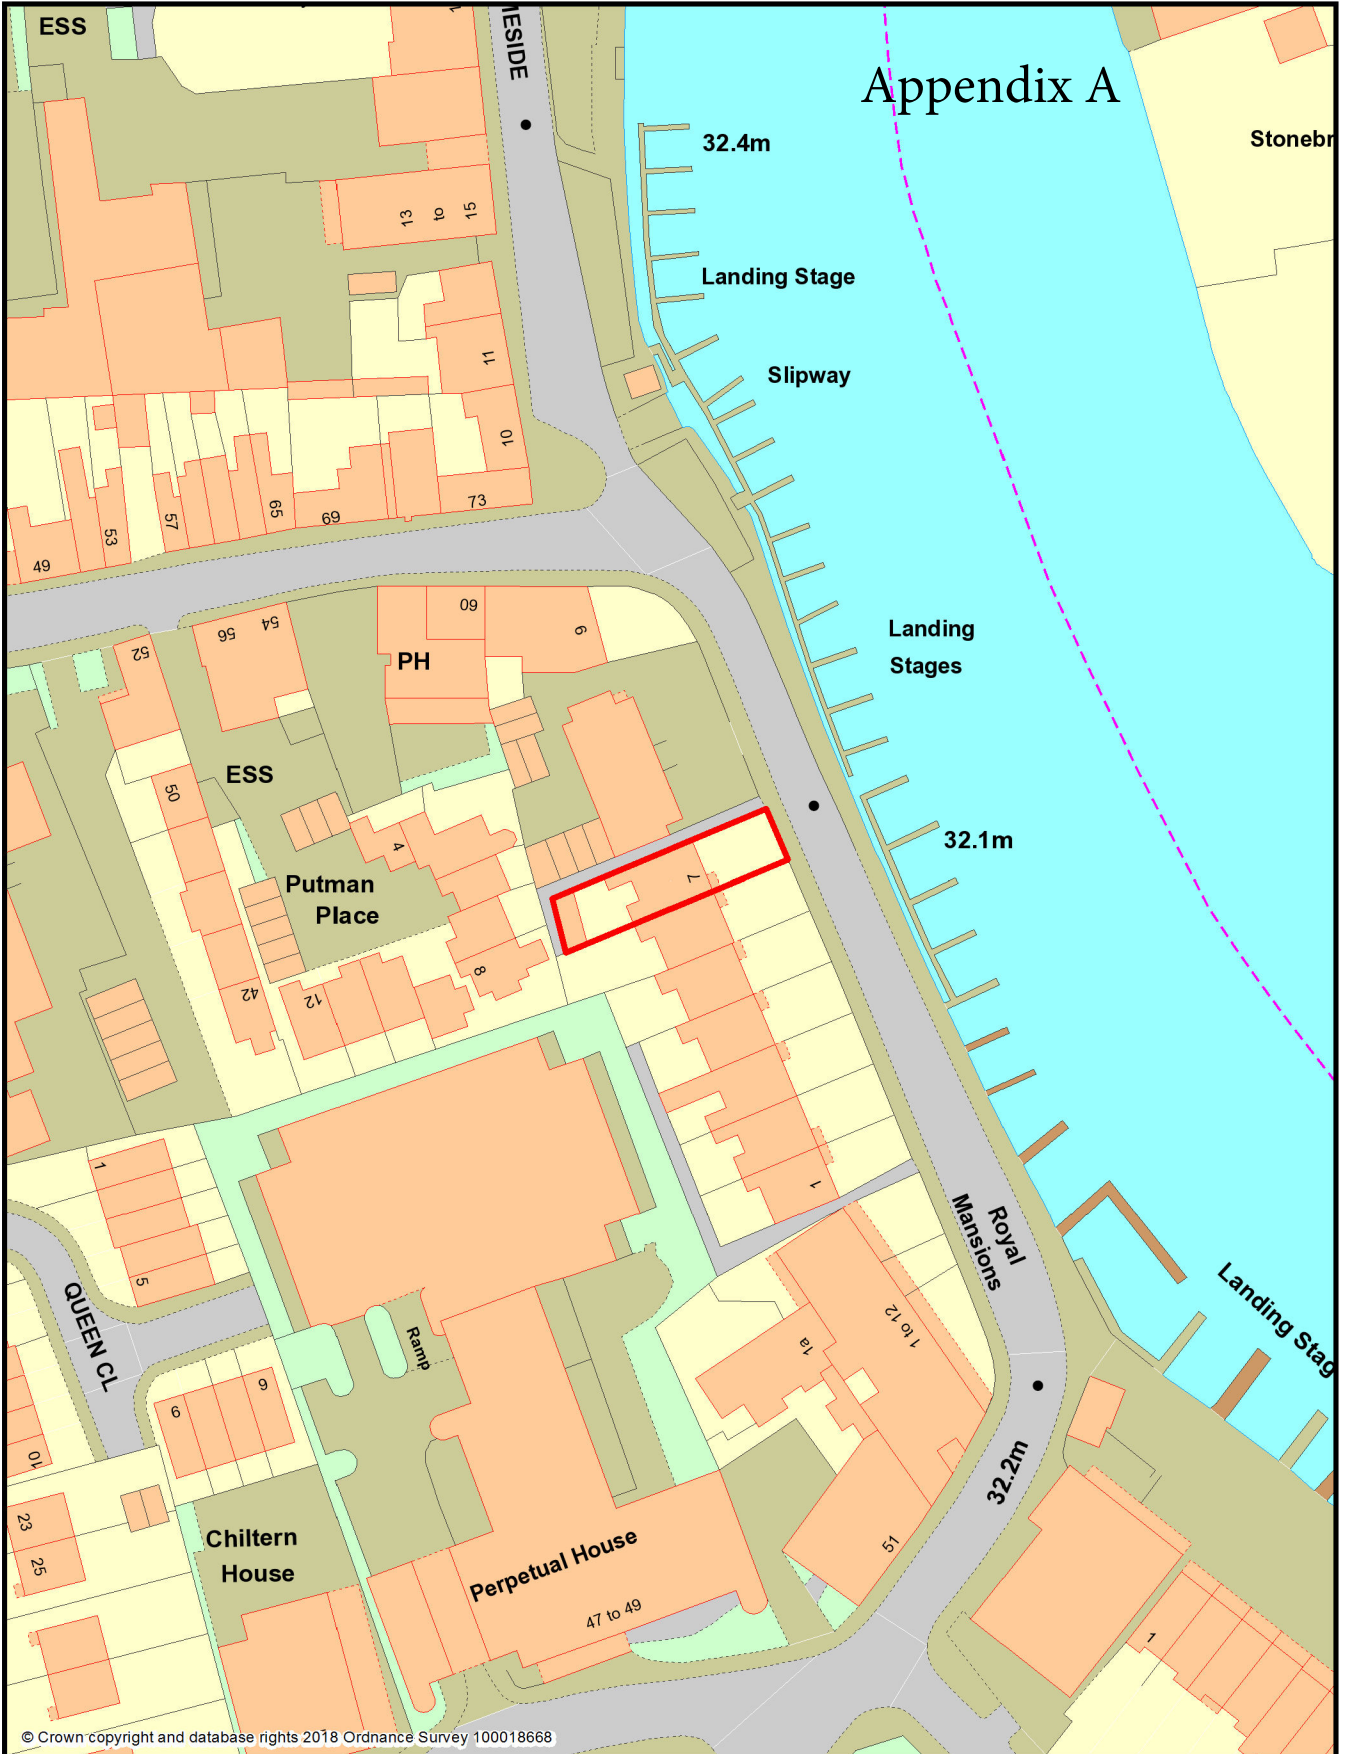 ESS
MESIDE
Appendix A
32.4m
Stonebr
13
to
15
Landing Stage
11
Slipway
10
73
69
65
57
53
49
60
54
56
52
6
PH
Landing
Stages
ESS
50
4
32.1m
7
Putman
Place
8
42
12
1
1
Royal
Mansions
5
QUEEN CL
Ramp
1a
1 to 12
Landing Stag
6
9
10
32.2m
23
25
Chiltern
House
Perpetual House
47 to 49
51
1
© Crown copyright and database rights 2018 Ordnance Survey 100018668